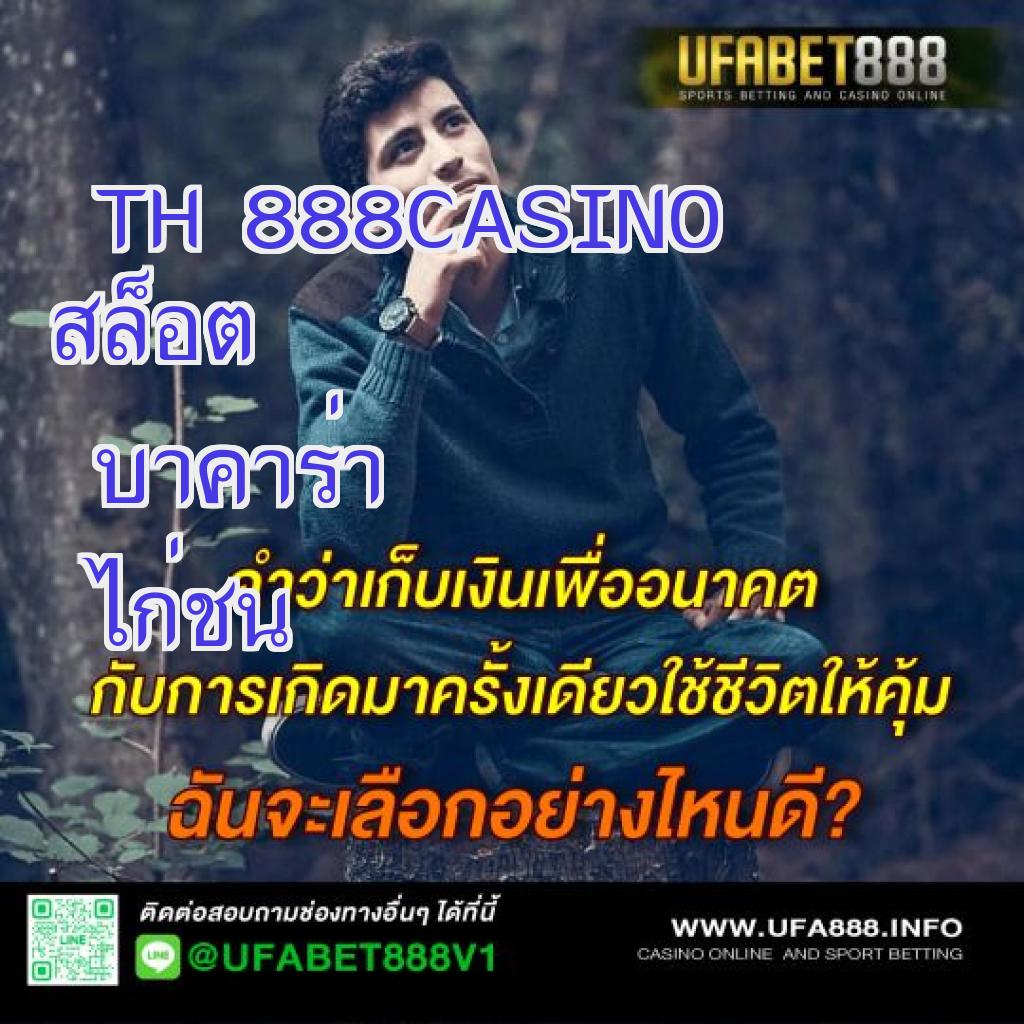 UFABET888
SPORTS BETTING AND CASINO ONLINE
TH 888CASINO
สล็อต
บาคาร่า
ไก่ชน
คำว่าเก็บเงินเพื่ออนาคต
กับการเกิดมาครั้งเดียวใช้ชีวิตให้คุ้ม
ฉันจะเลือกอย่างไหนดี?
LINE
ติดต่อสอบถามช่องทางอื่นๆ ได้ที่นี้
LINE
@UFABET888V1
WWW.UFA888.INFO
CASINO ONLINE AND SPORT BETTING